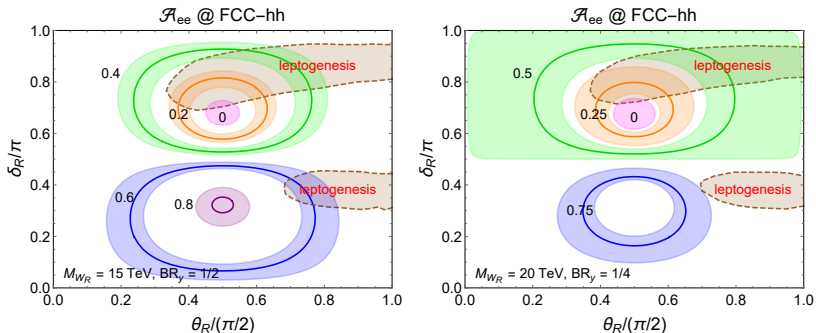 𝒜ee @ FCC-hh
1.0
0.8
0.6
0.4
0.2
0.0
δR/π
0.4
leptogenesis
0.2
0
0.6
0.8
leptogenesis
MWR = 15 TeV, BRy = 1/2
0.0 0.2 0.4 0.6 0.8 1.0
θR/(π/2)
𝒜ee @ FCC-hh
1.0
0.8
0.6
0.4
0.2
0.0
δR/π
0.5
leptogenesis
0.25
0
0.75
leptogenesis
MWR = 20 TeV, BRy = 1/4
0.0 0.2 0.4 0.6 0.8 1.0
θR/(π/2)